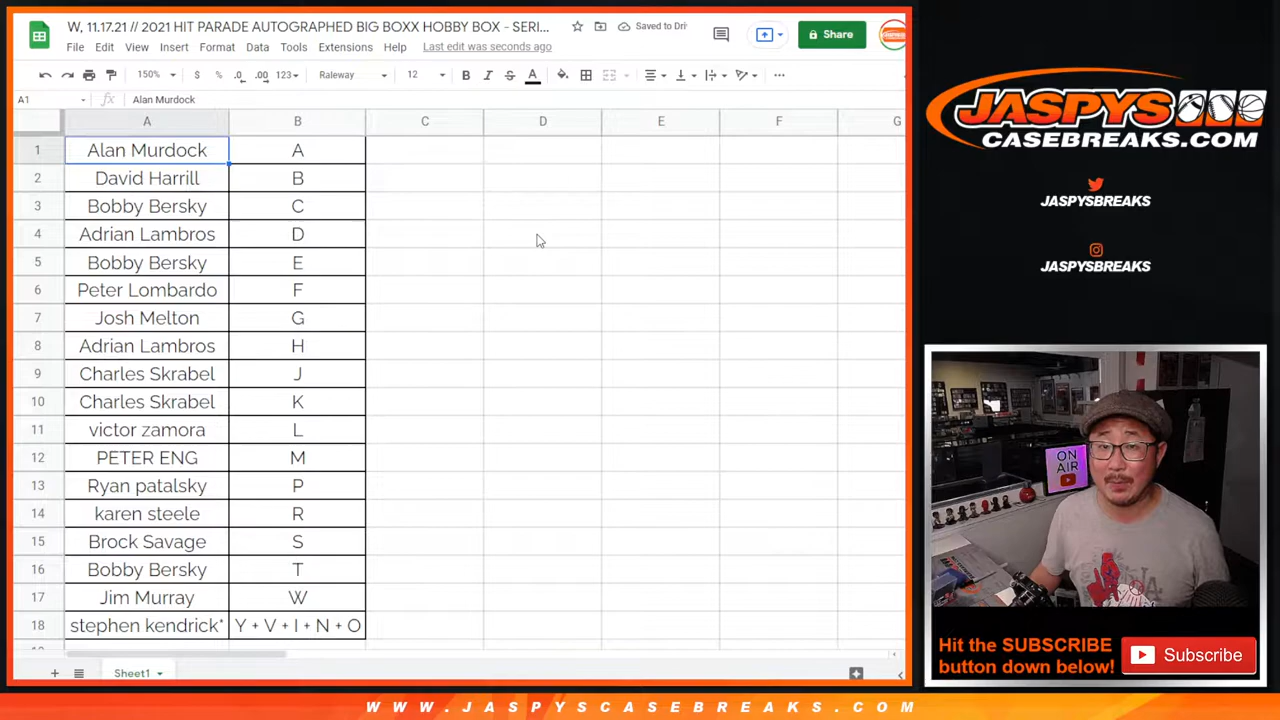 W, 11.17.21 // 2021 HIT PARADE AUTOGRAPHED BIG BOXX HOBBY BOX - SERI...
Saved to Dri
Share
File Edit View Insert Format Data Tools Extensions Help Last edit was seconds ago
150% $ % .0 .00 123 Raleway 12 B I S A
A1 fx Alan Murdock
A B C D E F G
1 Alan Murdock A
2 David Harrill B
3 Bobby Bersky C
4 Adrian Lambros D
5 Bobby Bersky E
6 Peter Lombardo F
7 Josh Melton G
8 Adrian Lambros H
9 Charles Skrabel J
10 Charles Skrabel K
11 victor zamora L
12 PETER ENG M
13 Ryan patalsky P
14 karen steele R
15 Brock Savage S
16 Bobby Bersky T
17 Jim Murray W
18 stephen kendrick* Y + V + I + N + O
Sheet1
JASPYS
CASEBREAKS.COM
JASPYSBREAKS
JASPYSBREAKS
ON
AIR
Hit the SUBSCRIBE
button down below!
Subscribe
WWW.JASPYSCASEBREAKS.COM